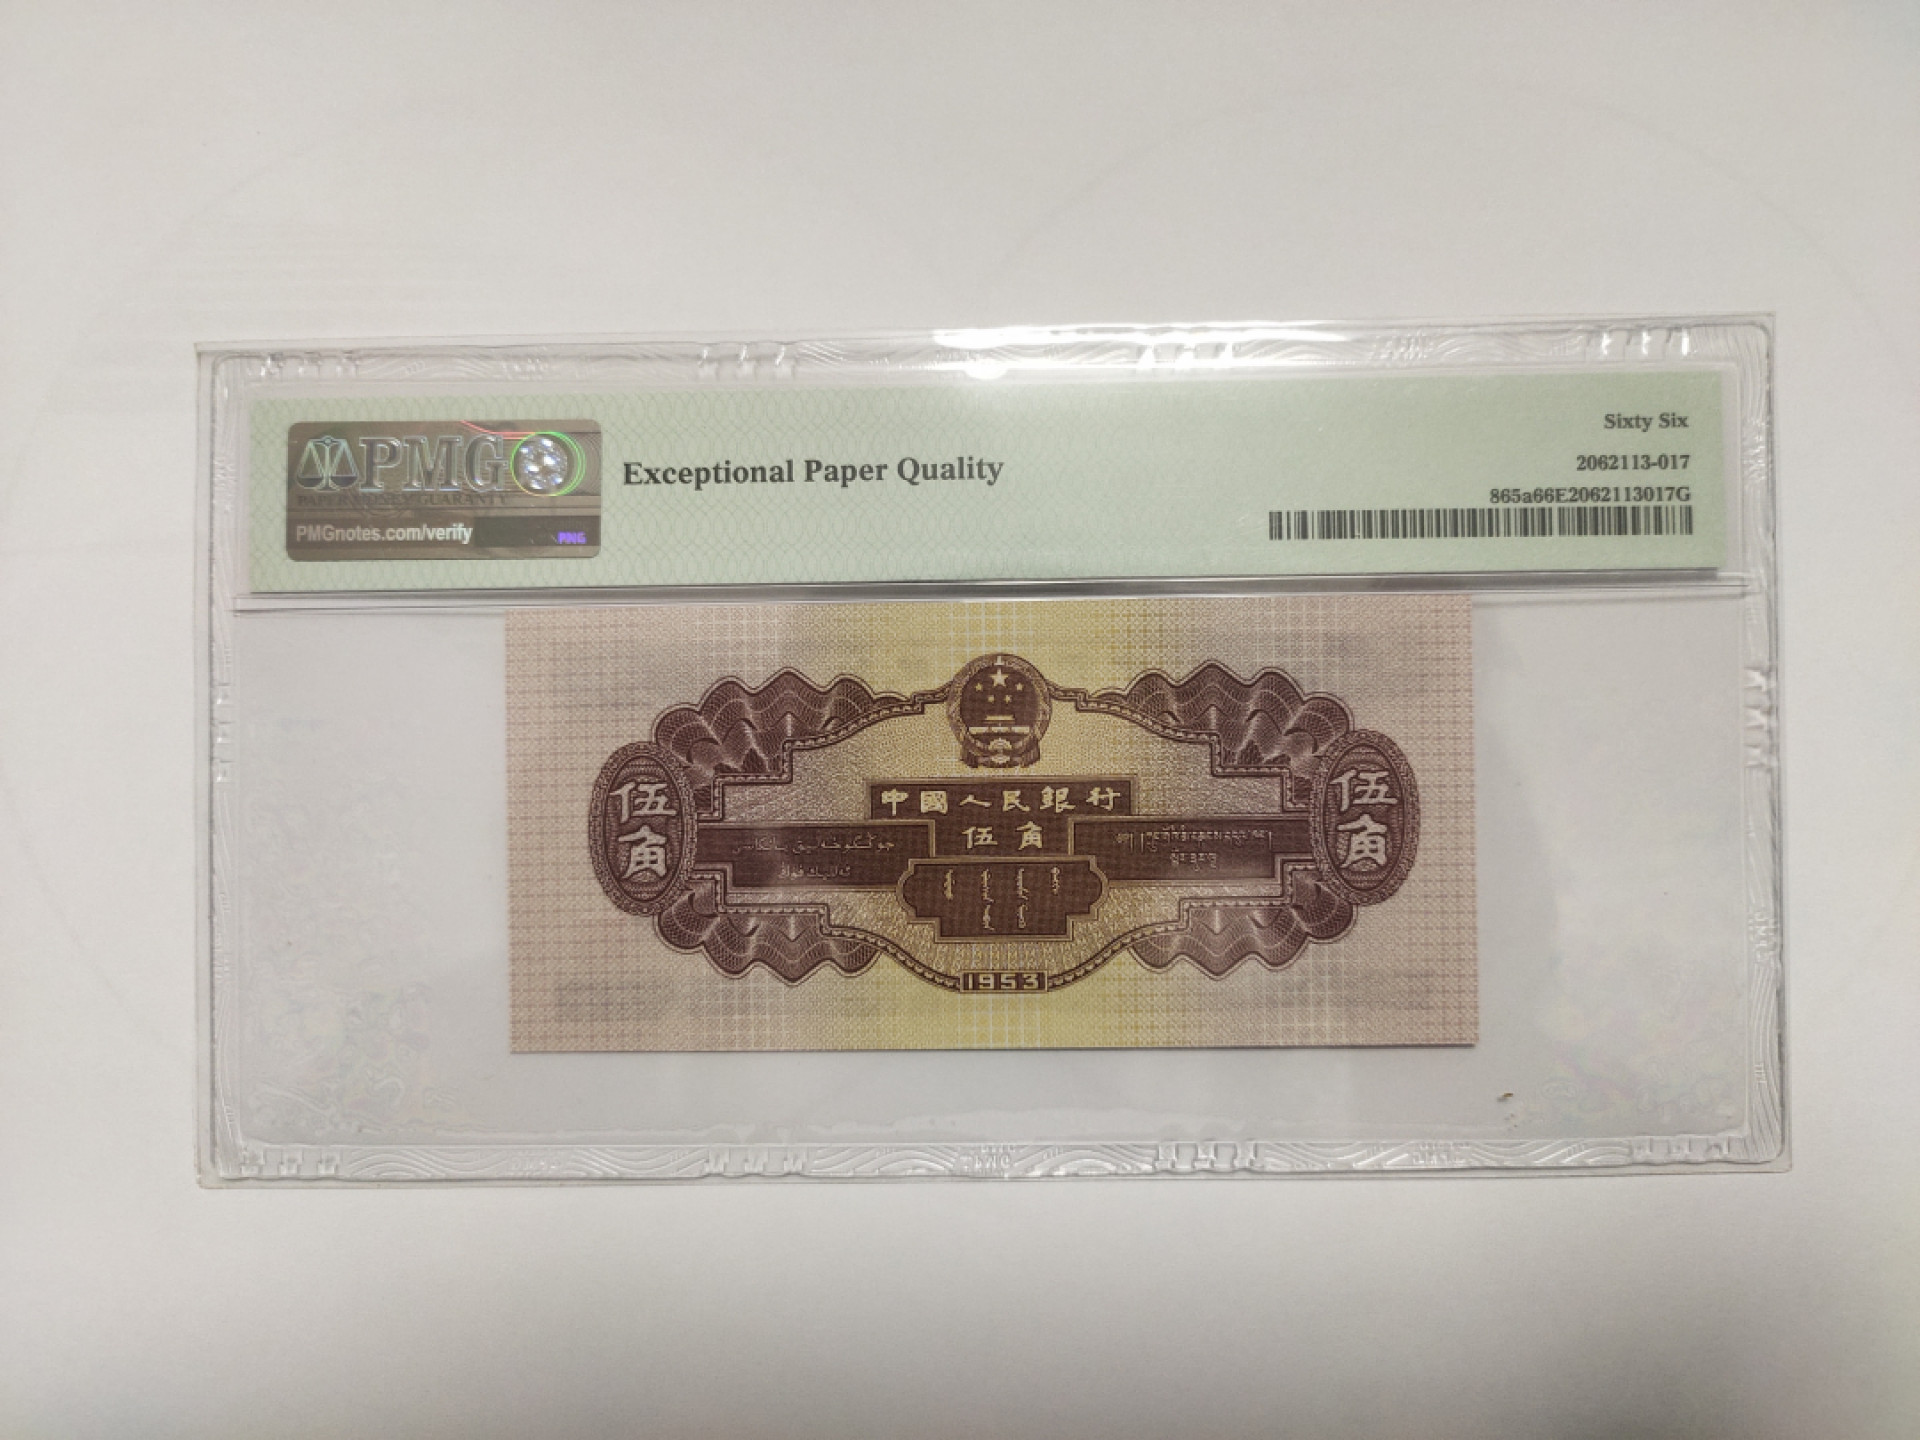 PMG
PAPER MONEY GUARANTY
PMGnotes.com/verify
PMG
Exceptional Paper Quality
Sixty Six
2062113-017
865a66E2062113017G
中國人民銀行
伍角
伍角
伍角
1953